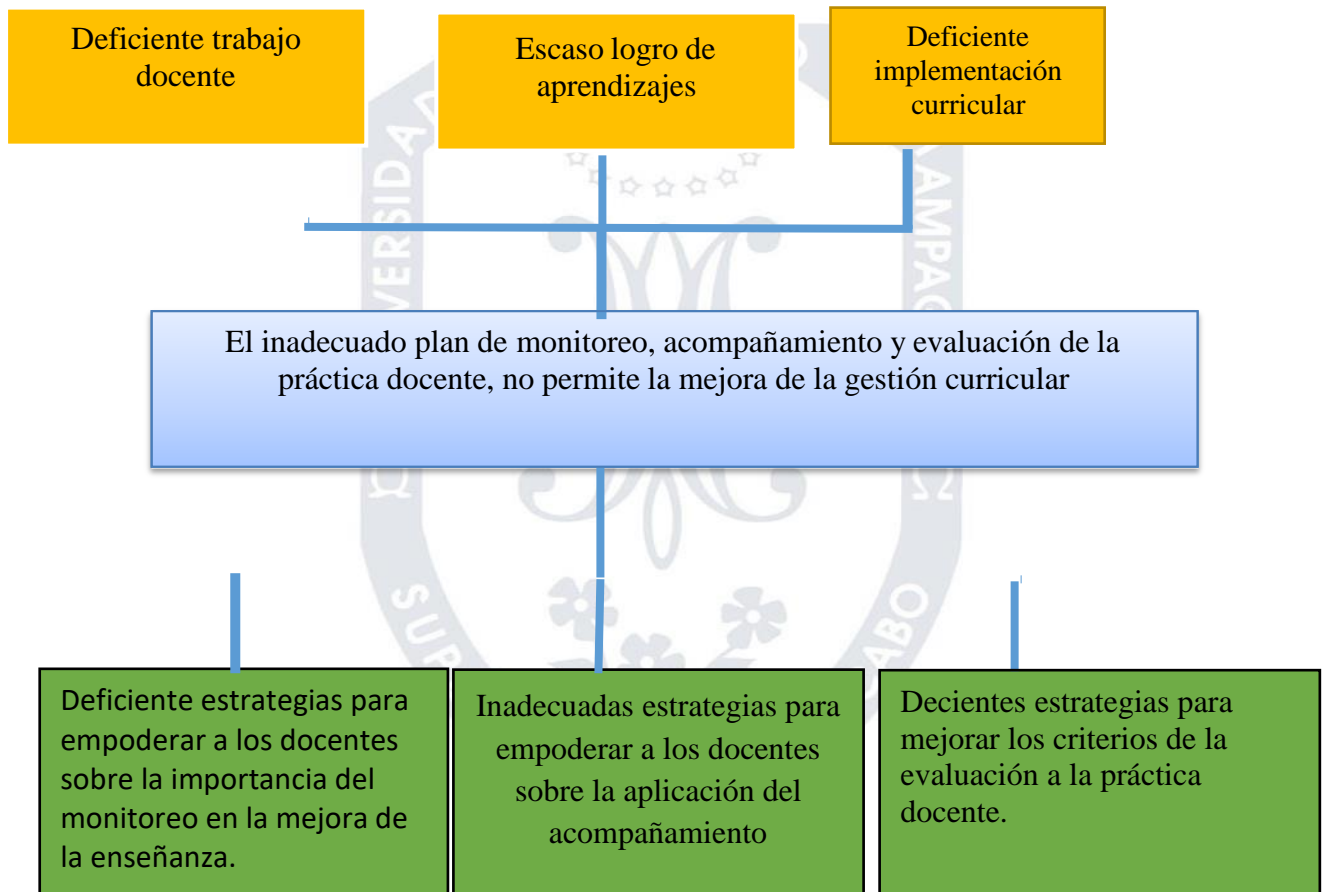 Deficiente trabajo
docente
Escaso logro de
aprendizajes
Deficiente
implementación
curricular
El inadecuado plan de monitoreo, acompañamiento y evaluación de la
práctica docente, no permite la mejora de la gestión curricular
Deficiente estrategias para
empoderar a los docentes
sobre la importancia del
monitoreo en la mejora de
la enseñanza.
Inadecuadas estrategias para
empoderar a los docentes
sobre la aplicación del
acompañamiento
Decientes estrategias para
mejorar los criterios de la
evaluación a la práctica
docente.